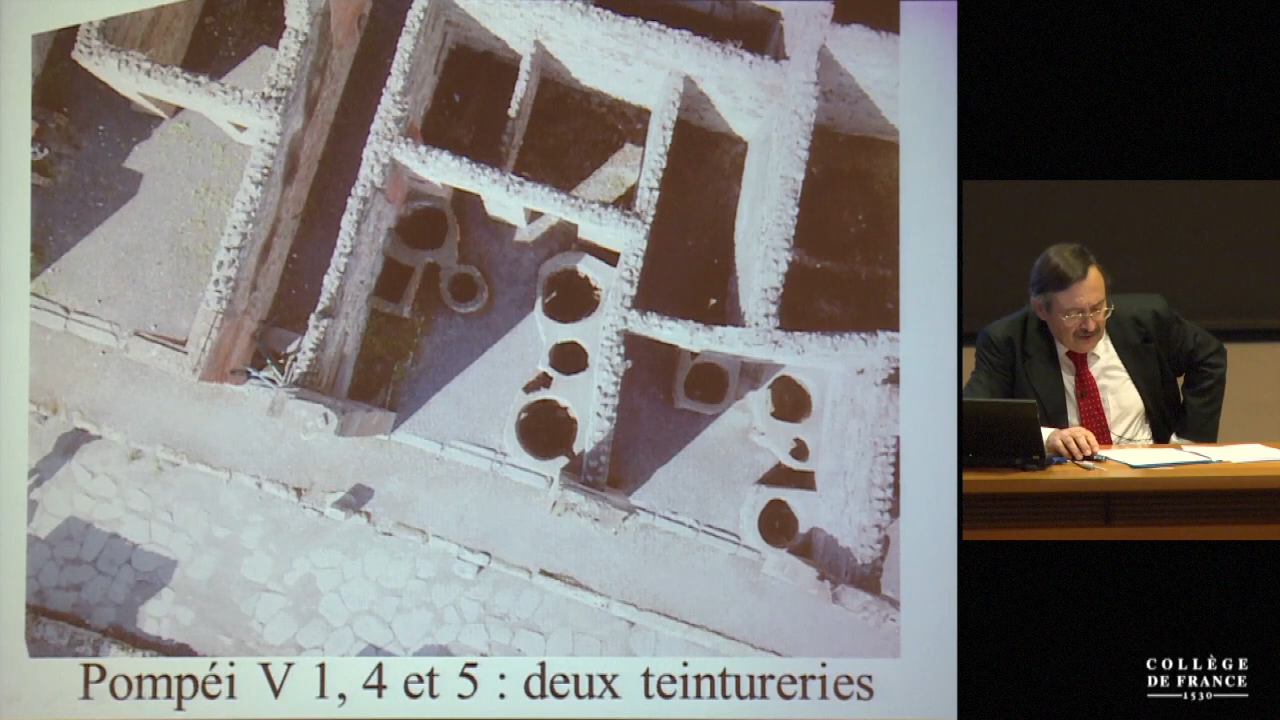 Pompéi V 1, 4 et 5 : deux teintureries
COLLÈGE
DE FRANCE
1530